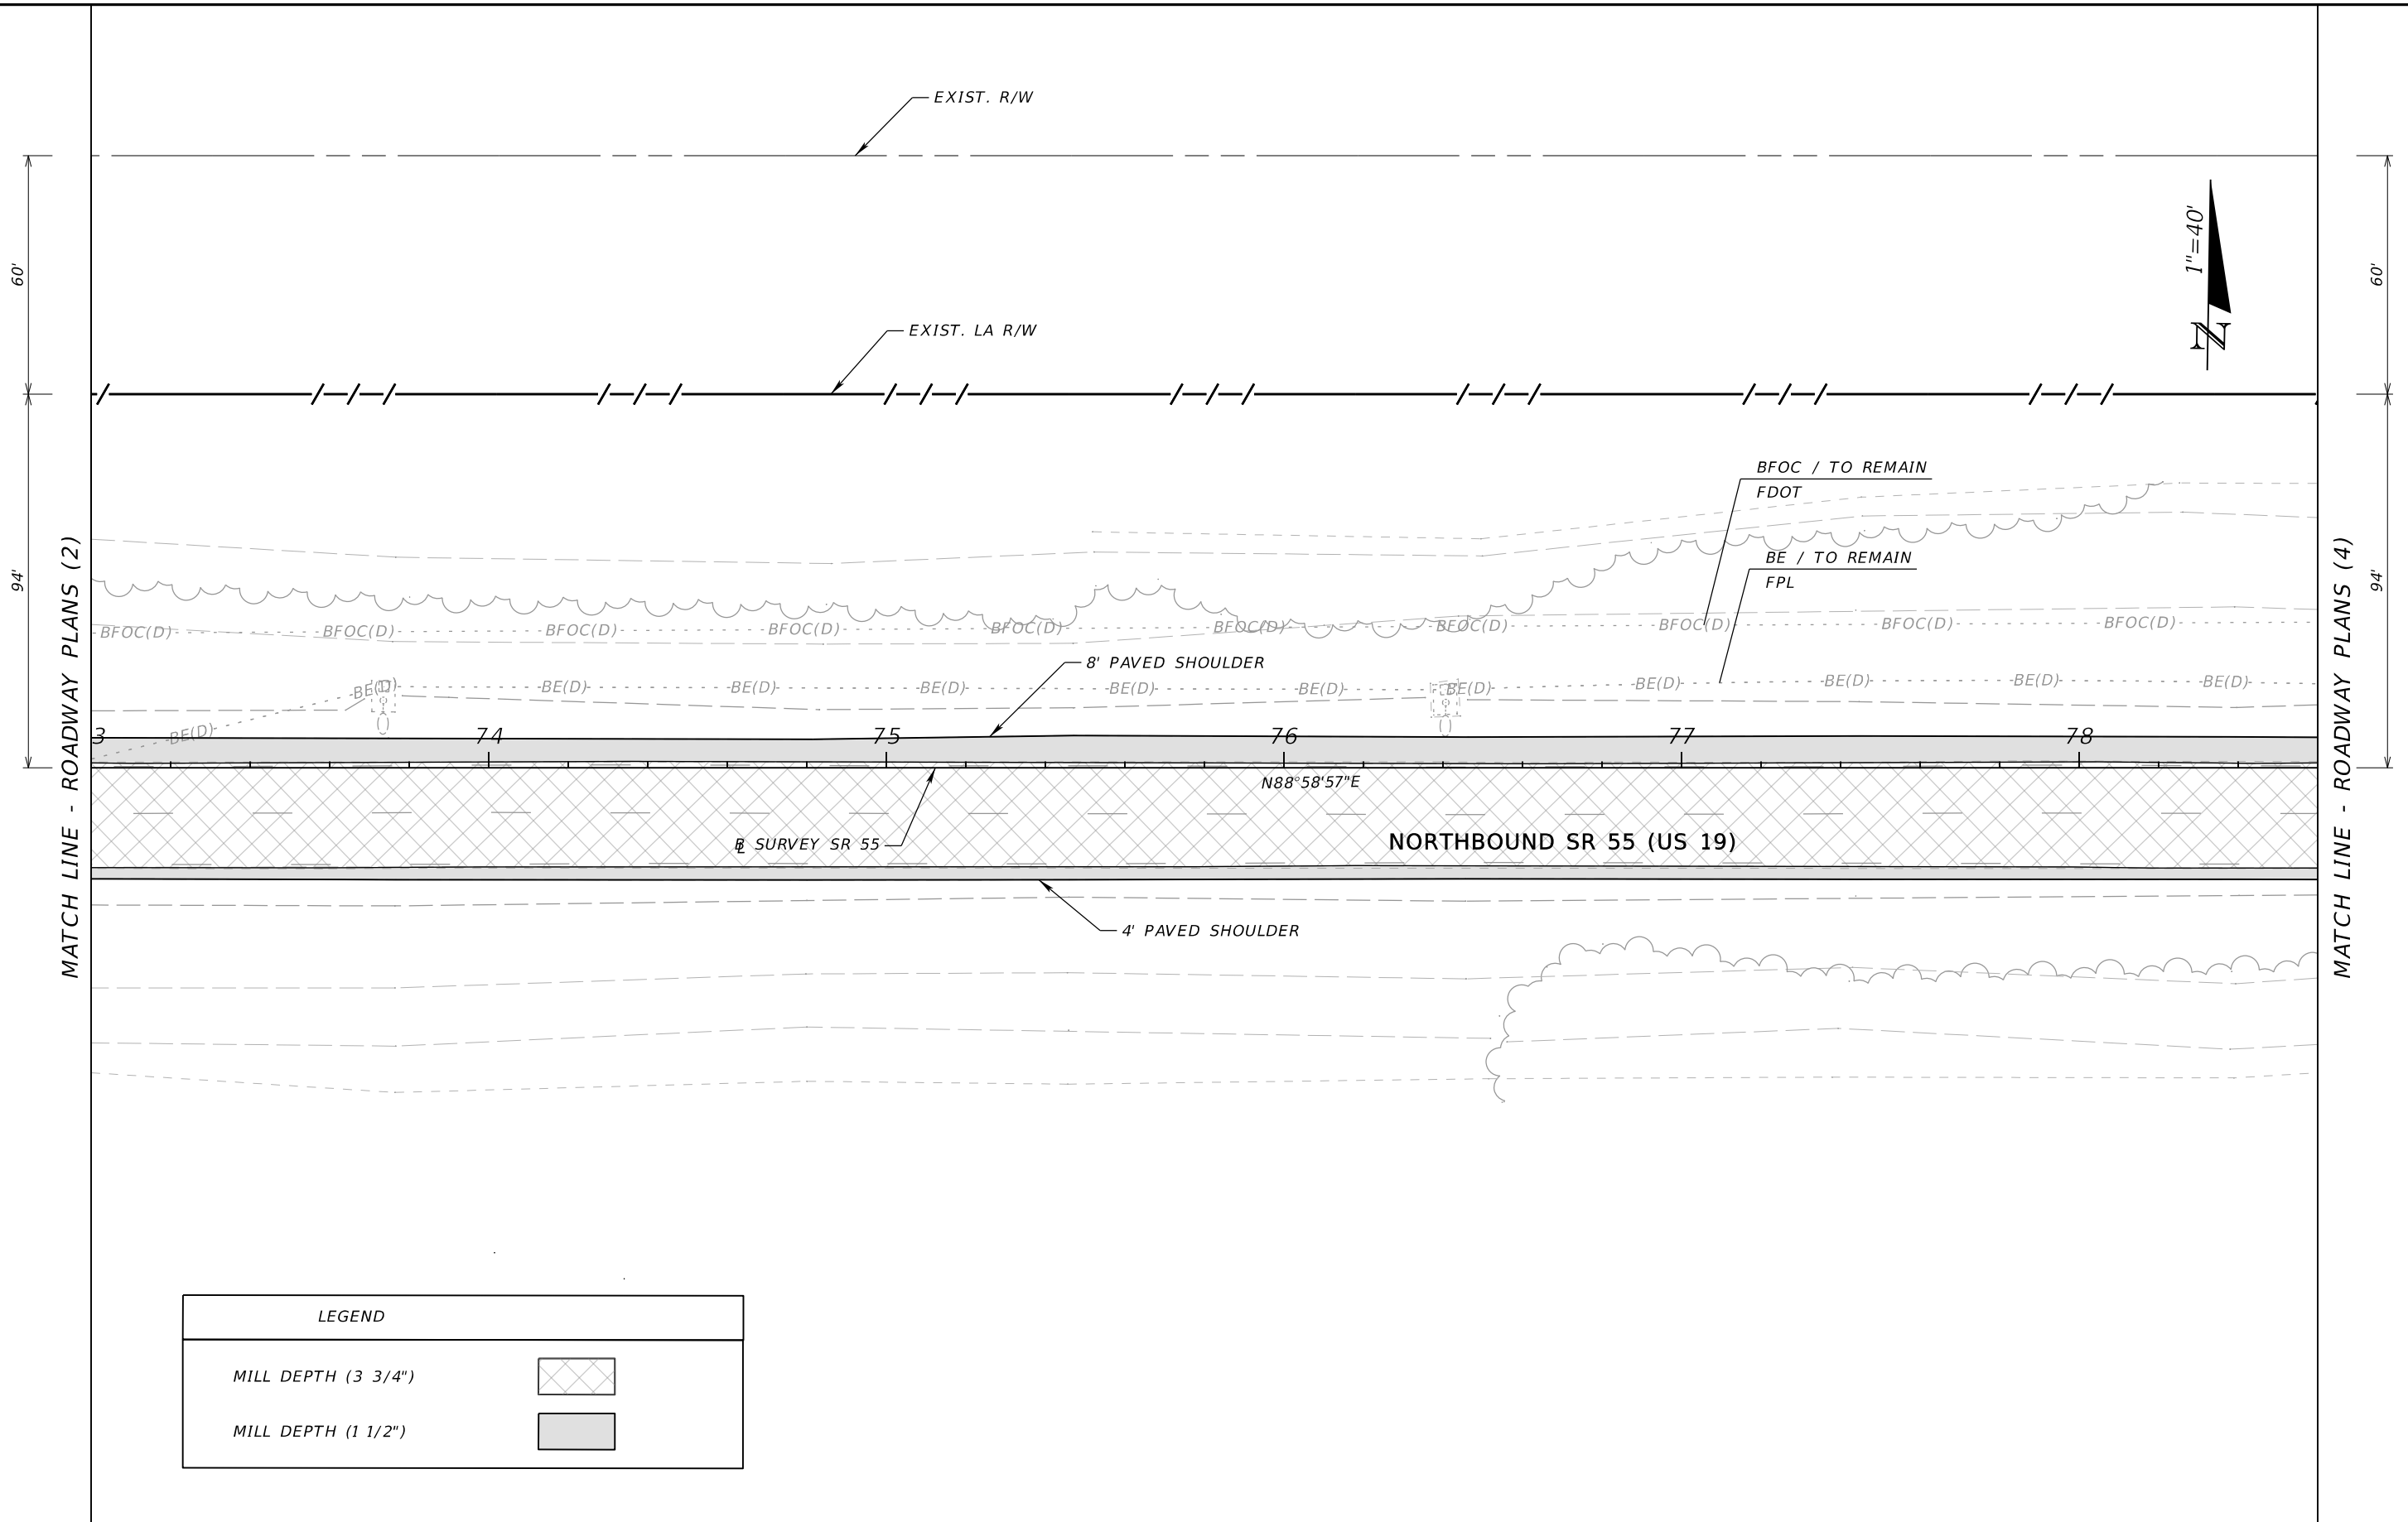 EXIST. R/W
1"=40'
N
60'
60'
EXIST. LA R/W
BFOC / TO REMAIN
FDOT
BE / TO REMAIN
FPL
94'
94'
MATCH LINE - ROADWAY PLANS (2)
MATCH LINE - ROADWAY PLANS (4)
BFOC(D) BFOC(D) BFOC(D) BFOC(D) BFOC(D) BFOC(D) BFOC(D) BFOC(D) BFOC(D) BFOC(D)
8' PAVED SHOULDER
BE(D) BE(D) BE(D) BE(D) BE(D) BE(D) BE(D) BE(D) BE(D) BE(D) BE(D)
BE(D)
3 74 75 76 77 78
N88°58'57"E
BL SURVEY SR 55
NORTHBOUND SR 55 (US 19)
4' PAVED SHOULDER
LEGEND
MILL DEPTH (3 3/4")
MILL DEPTH (1 1/2")